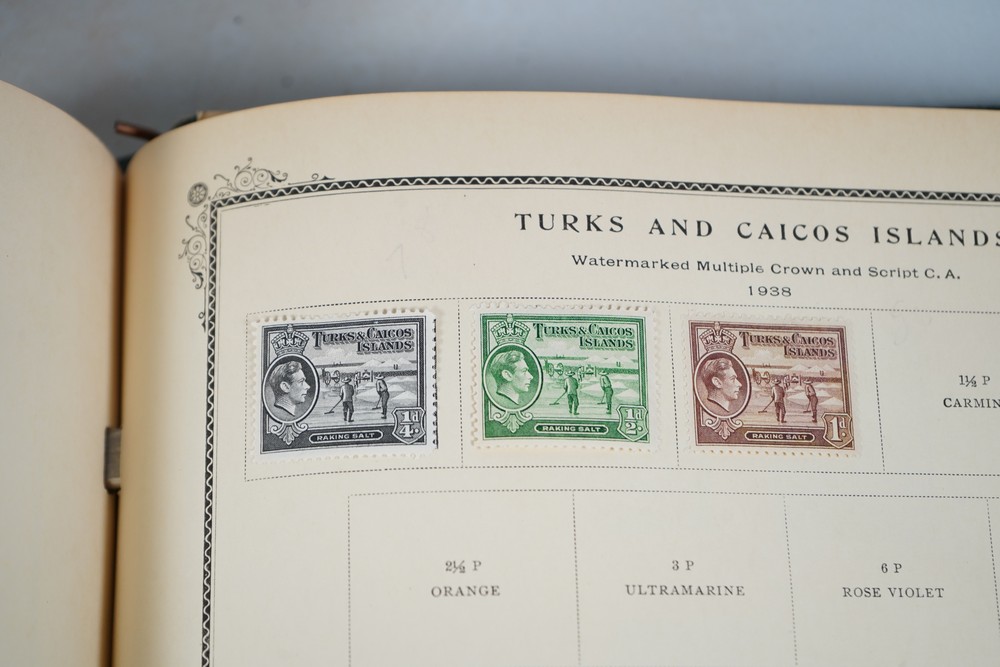 TURKS AND CAICOS ISLANDS
Watermarked Multiple Crown and Script C. A.
1938
TURKS & CAICOS
ISLANDS
1/4d
RAKING SALT
TURKS & CAICOS
ISLANDS
1/2d
RAKING SALT
TURKS & CAICOS
ISLANDS
1d
RAKING SALT
1½ P
CARMIN
2½ P
ORANGE
3 P
ULTRAMARINE
6 P
ROSE VIOLET